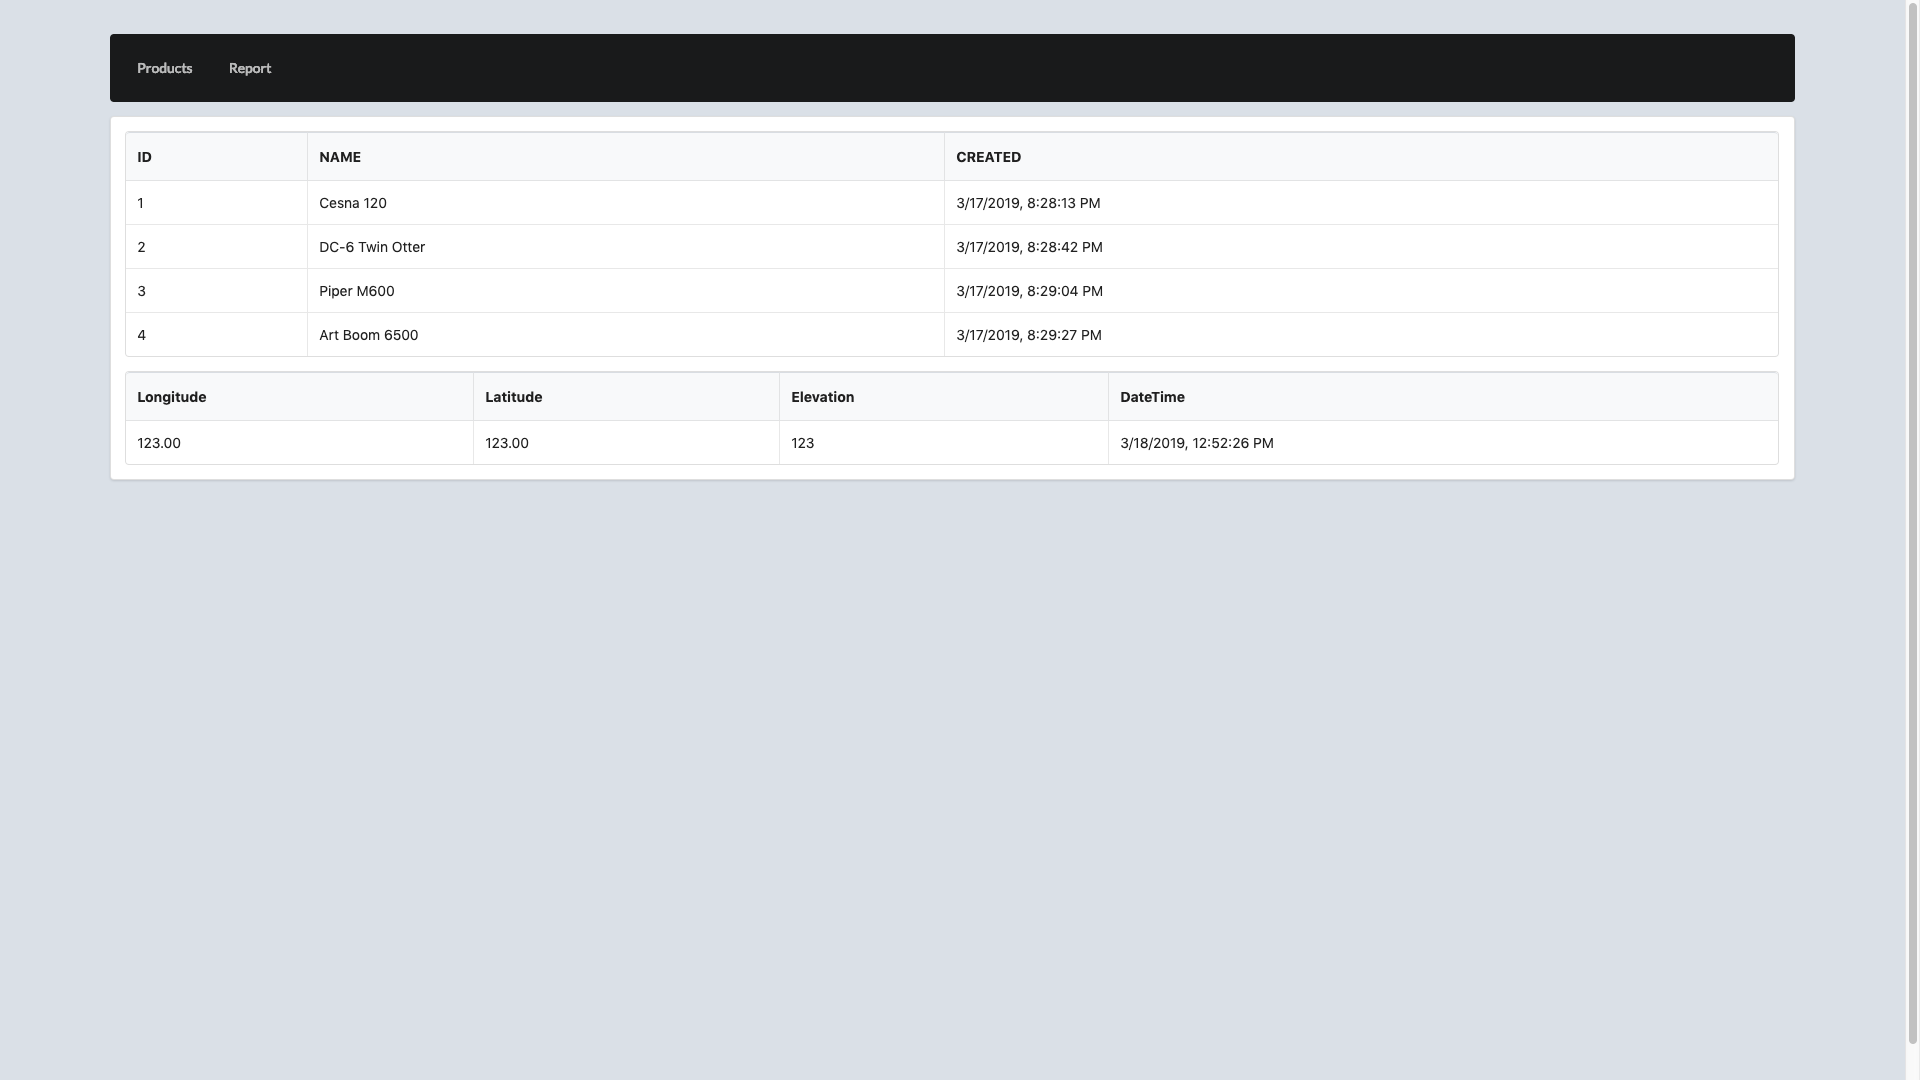 Products Report
ID NAME CREATED
1 Cesna 120 3/17/2019, 8:28:13 PM
2 DC-6 Twin Otter 3/17/2019, 8:28:42 PM
3 Piper M600 3/17/2019, 8:29:04 PM
4 Art Boom 6500 3/17/2019, 8:29:27 PM
Longitude Latitude Elevation DateTime
123.00 123.00 123 3/18/2019, 12:52:26 PM